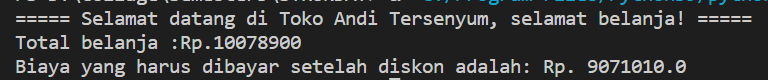 ===== Selamat datang di Toko Andi Tersenyum, selamat belanja! =====
Total belanja :Rp.10078900
Biaya yang harus dibayar setelah diskon adalah: Rp. 9071010.0